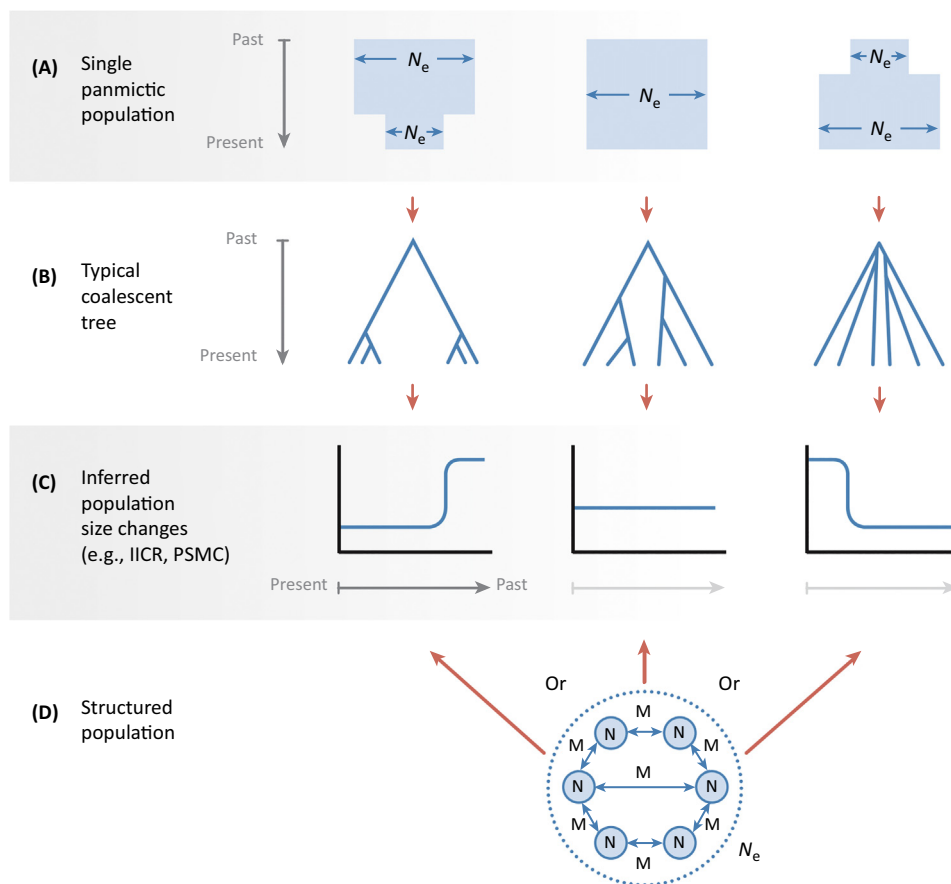 (A) Single
panmictic
population
Past
Present
Nₑ
Nₑ
Nₑ
Nₑ
Nₑ
(B) Typical
coalescent
tree
Past
Present
(C) Inferred
population
size changes
(e.g., IICR, PSMC)
Present
Past
(D) Structured
population
Or
Or
M
N
N
M
M
N
M
N
M
M
N
N
M
Nₑ